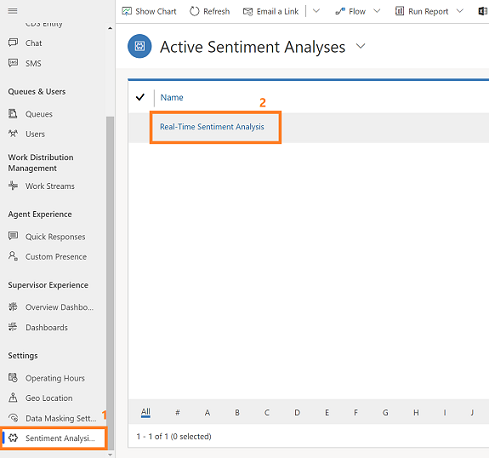 CDS Entity
Chat
SMS
Queues & Users
Queues
Users
Work Distribution
Management
Work Streams
Agent Experience
Quick Responses
Custom Presence
Supervisor Experience
Overview Dashbo...
Dashboards
Settings
Operating Hours
Geo Location
Data Masking Sett...
1
Sentiment Analysi...
Show Chart Refresh Email a Link Flow Run Report
Active Sentiment Analyses
Name
2
Real-Time Sentiment Analysis
All # A B C D E F G H I J
1 - 1 of 1 (0 selected)